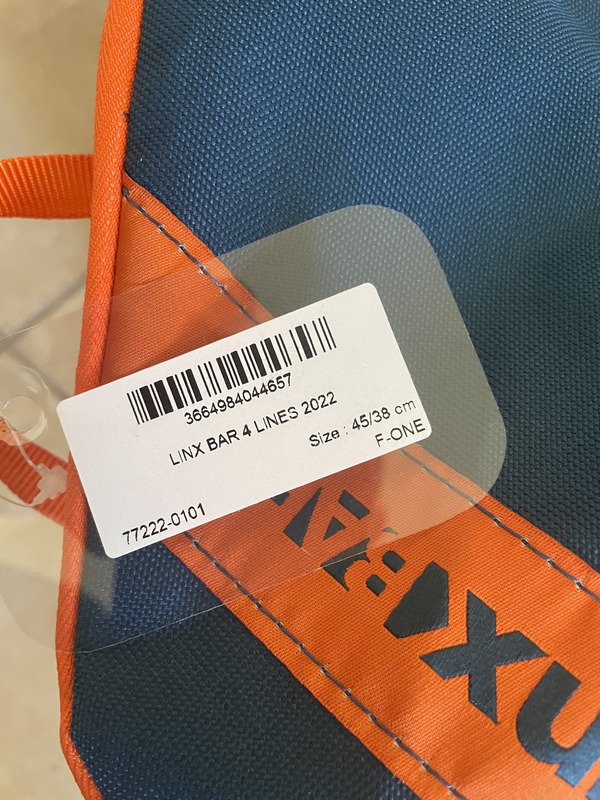 3664984044657
LINX BAR 4 LINES 2022
Size : 45/38 cm
F-ONE
77222-0101